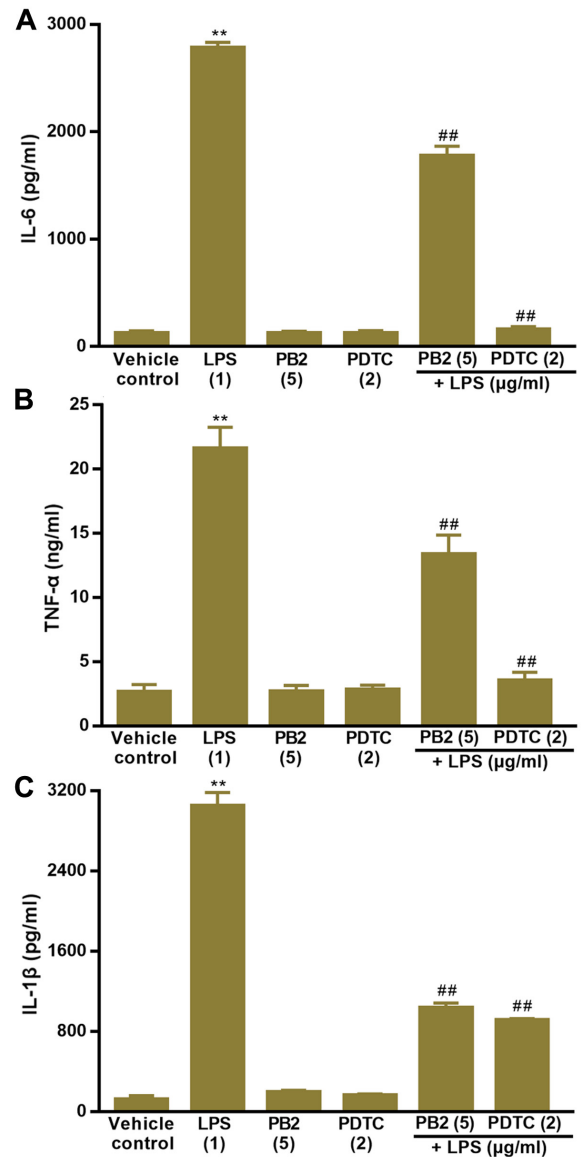 A
IL-6 (pg/ml)
3000
2000
1000
0
**
##
##
Vehicle control
LPS (1)
PB2 (5)
PDTC (2)
PB2 (5) PDTC (2)
+ LPS (µg/ml)
B
TNF-α (ng/ml)
25
20
15
10
5
0
**
##
##
Vehicle control
LPS (1)
PB2 (5)
PDTC (2)
PB2 (5) PDTC (2)
+ LPS (µg/ml)
C
IL-1β (pg/ml)
3200
2400
1600
800
0
**
##
##
Vehicle control
LPS (1)
PB2 (5)
PDTC (2)
PB2 (5) PDTC (2)
+ LPS (µg/ml)